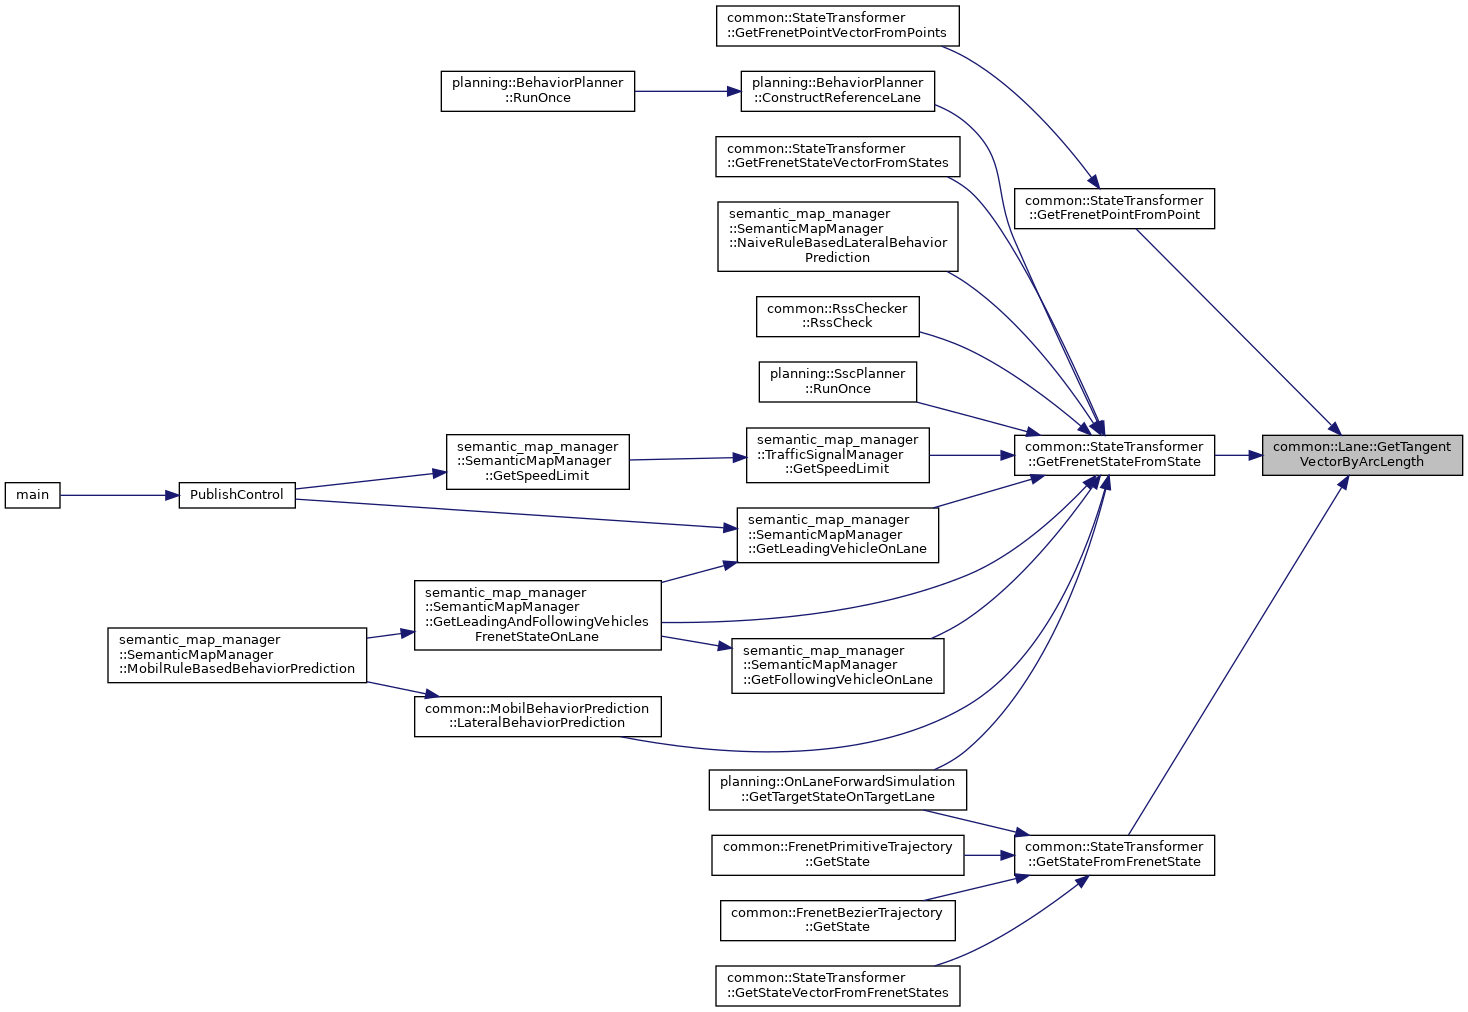 common::StateTransformer
::GetFrenetPointVectorFromPoints
planning::BehaviorPlanner
::RunOnce
planning::BehaviorPlanner
::ConstructReferenceLane
common::StateTransformer
::GetFrenetStateVectorFromStates
common::StateTransformer
::GetFrenetPointFromPoint
semantic_map_manager
::SemanticMapManager
::NaiveRuleBasedLateralBehavior
Prediction
common::RssChecker
::RssCheck
planning::SscPlanner
::RunOnce
semantic_map_manager
::SemanticMapManager
::GetSpeedLimit
semantic_map_manager
::TrafficSignalManager
::GetSpeedLimit
common::StateTransformer
::GetFrenetStateFromState
common::Lane::GetTangent
VectorByArcLength
main
PublishControl
semantic_map_manager
::SemanticMapManager
::GetLeadingVehicleOnLane
semantic_map_manager
::SemanticMapManager
::GetLeadingAndFollowingVehicles
FrenetStateOnLane
semantic_map_manager
::SemanticMapManager
::MobilRuleBasedBehaviorPrediction
semantic_map_manager
::SemanticMapManager
::GetFollowingVehicleOnLane
common::MobilBehaviorPrediction
::LateralBehaviorPrediction
planning::OnLaneForwardSimulation
::GetTargetStateOnTargetLane
common::FrenetPrimitiveTrajectory
::GetState
common::StateTransformer
::GetStateFromFrenetState
common::FrenetBezierTrajectory
::GetState
common::StateTransformer
::GetStateVectorFromFrenetStates